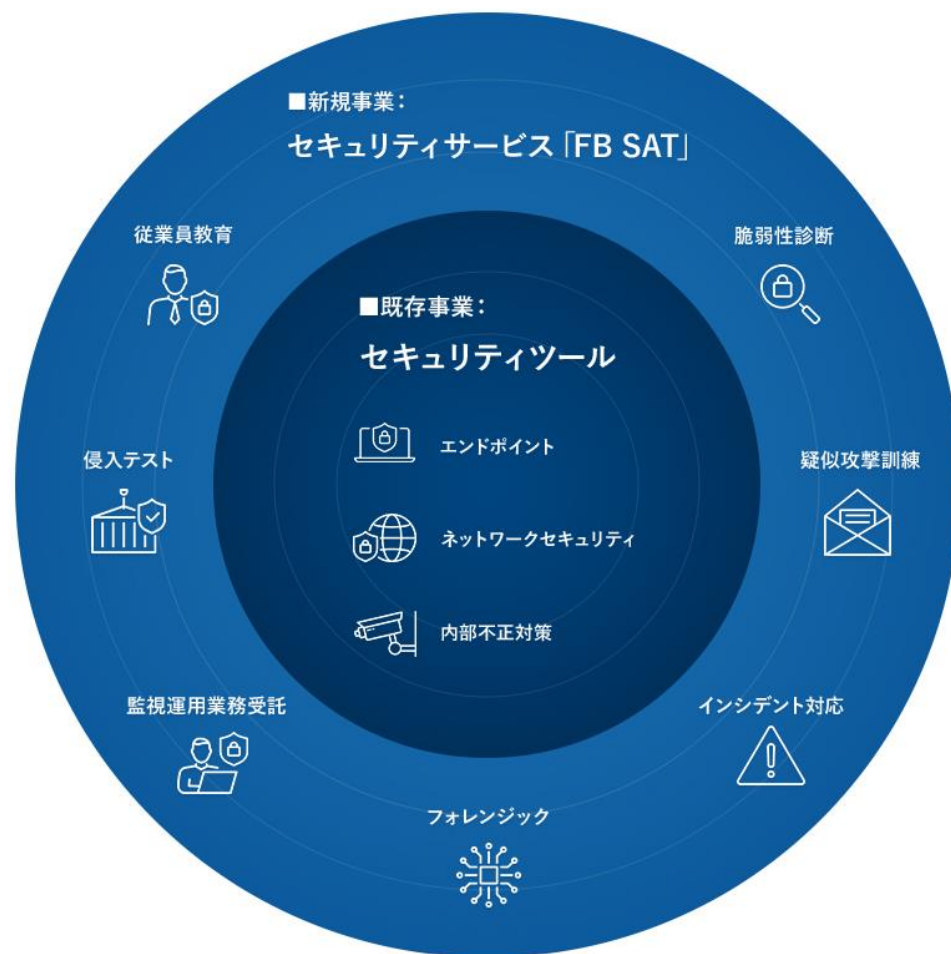 ■新規事業:
セキュリティサービス「FB SAT」
従業員教育
脆弱性診断
■既存事業:
セキュリティツール
エンドポイント
侵入テスト
疑似攻撃訓練
ネットワークセキュリティ
内部不正対策
監視運用業務受託
インシデント対応
フォレンジック